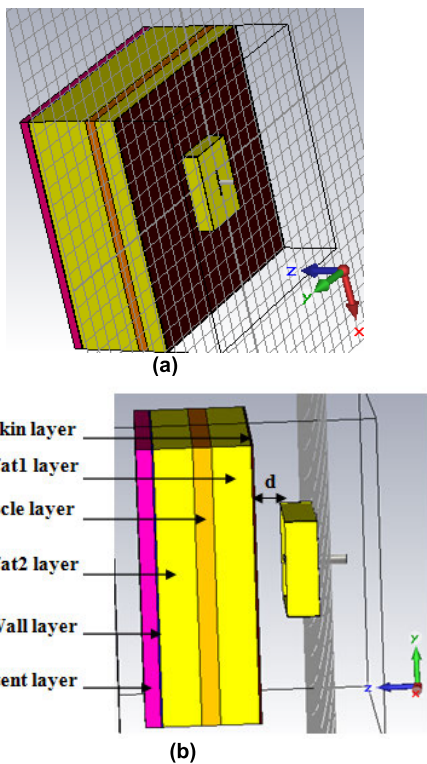 z
y
x
(a)
kin layer
at1 layer
d
cle layer
at2 layer
Wall layer
ent layer
y
z
x
(b)